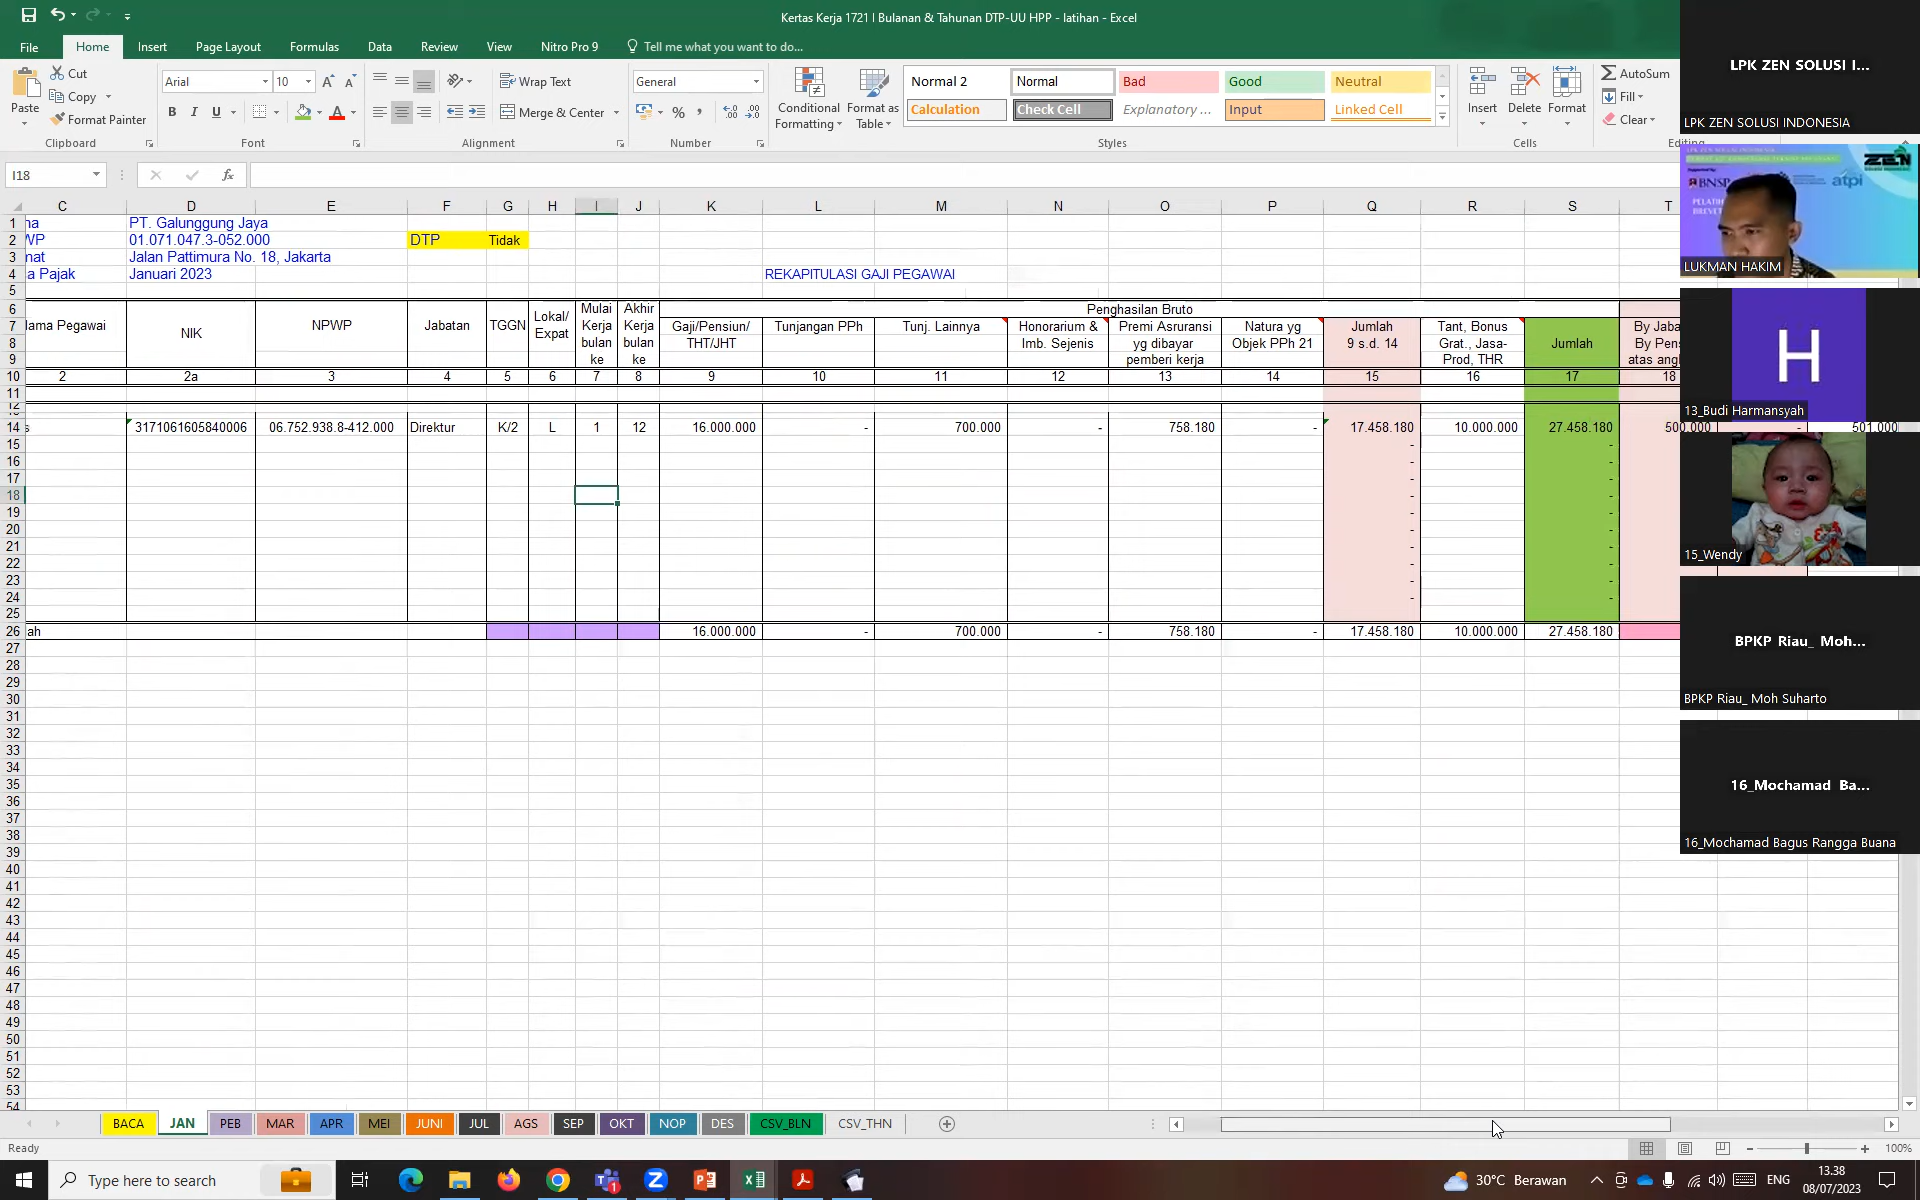 Kertas Kerja 1721 I Bulanan & Tahunan DTP-UU HPP - latihan - Excel
File Home Insert Page Layout Formulas Data Review View Nitro Pro 9 Tell me what you want to do...
Paste
Cut
Copy
Format Painter
Clipboard
Arial 10
B I U
Font
Wrap Text
Merge & Center
Alignment
General
%
Number
Conditional Formatting
Format as Table
Normal 2 Normal Bad Good Neutral
Calculation Check Cell Explanatory ... Input Linked Cell
Styles
Insert Delete Format
Cells
AutoSum
Fill
Clear
I18
fx
C D E F G H I J K L M N O P Q R S T
1 PT. Galunggung Jaya
2 WP 01.071.047.3-052.000 DTP Tidak
3 mat Jalan Pattimura No. 18, Jakarta
4 a Pajak Januari 2023 REKAPITULASI GAJI PEGAWAI
5
6 Penghasilan Bruto
7
8
9
Nama Pegawai
NIK
NPWP
Jabatan
TGGN
Lokal/ Expat
Mulai Kerja bulan ke
Akhir Kerja bulan ke
Gaji/Pensiun/ THT/JHT
Tunjangan PPh
Tunj. Lainnya
Honorarium & Imb. Sejenis
Premi Asruransi yg dibayar pemberi kerja
Natura yg Objek PPh 21
Jumlah 9 s.d. 14
Tant, Bonus Grat., Jasa- Prod, THR
Jumlah
By Jaba
By Pens
atas ang
10 2 2a 3 4 5 6 7 8 9 10 11 12 13 14 15 16 17 18
11
12
14 s 3171061605840006 06.752.938.8-412.000 Direktur K/2 L 1 12 16.000.000 - 700.000 - 758.180 - 17.458.180 10.000.000 27.458.180 500.000 - 501.000
15 - -
16 - -
17 - -
18 - -
19 - -
20 - -
21 - -
22 - -
23 - -
24 - -
25
26 ah 16.000.000 - 700.000 - 758.180 - 17.458.180 10.000.000 27.458.180
27
28
29
30
31
32
33
34
35
36
37
38
39
40
41
42
43
44
45
46
47
48
49
50
51
52
53
54
BACA JAN PEB MAR APR MEI JUNI JUL AGS SEP OKT NOP DES CSV_BLN CSV_THN
Ready
100%
Type here to search
30°C Berawan
ENG
13.38
08/07/2023
LPK ZEN SOLUSI I...
LPK ZEN SOLUSI INDONESIA
ZEN
BNSP
atpi
LUKMAN HAKIM
H
13_Budi Harmansyah
15_Wendy
BPKP Riau_ Moh...
BPKP Riau_ Moh Suharto
16_Mochamad Ba...
16_Mochamad Bagus Rangga Buana